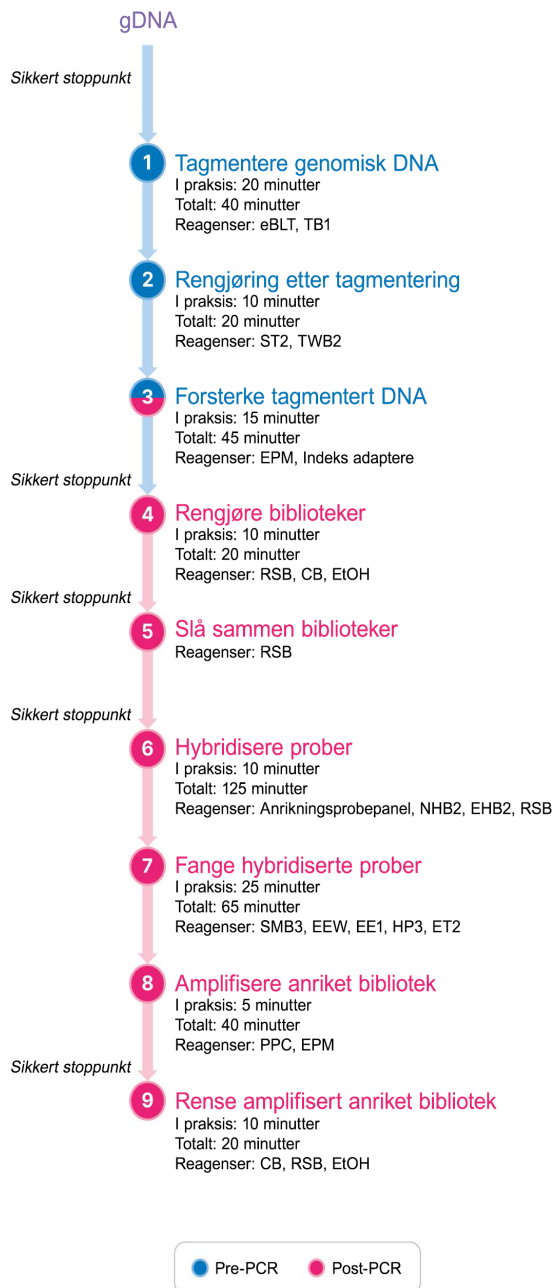 gDNA
Sikkert stoppunkt
1 Tagmentere genomisk DNA
I praksis: 20 minutter
Totalt: 40 minutter
Reagenser: eBLT, TB1
2 Rengjøring etter tagmentering
I praksis: 10 minutter
Totalt: 20 minutter
Reagenser: ST2, TWB2
3 Forsterke tagmentert DNA
I praksis: 15 minutter
Totalt: 45 minutter
Reagenser: EPM, Indeks adaptere
Sikkert stoppunkt
4 Rengjøre biblioteker
I praksis: 10 minutter
Totalt: 20 minutter
Reagenser: RSB, CB, EtOH
Sikkert stoppunkt
5 Slå sammen biblioteker
Reagenser: RSB
Sikkert stoppunkt
6 Hybridisere prober
I praksis: 10 minutter
Totalt: 125 minutter
Reagenser: Anrikningsprobepanel, NHB2, EHB2, RSB
7 Fange hybridiserte prober
I praksis: 25 minutter
Totalt: 65 minutter
Reagenser: SMB3, EEW, EE1, HP3, ET2
8 Amplifisere anriket bibliotek
I praksis: 5 minutter
Totalt: 40 minutter
Reagenser: PPC, EPM
Sikkert stoppunkt
9 Rense amplifisert anriket bibliotek
I praksis: 10 minutter
Totalt: 20 minutter
Reagenser: CB, RSB, EtOH
Pre-PCR Post-PCR